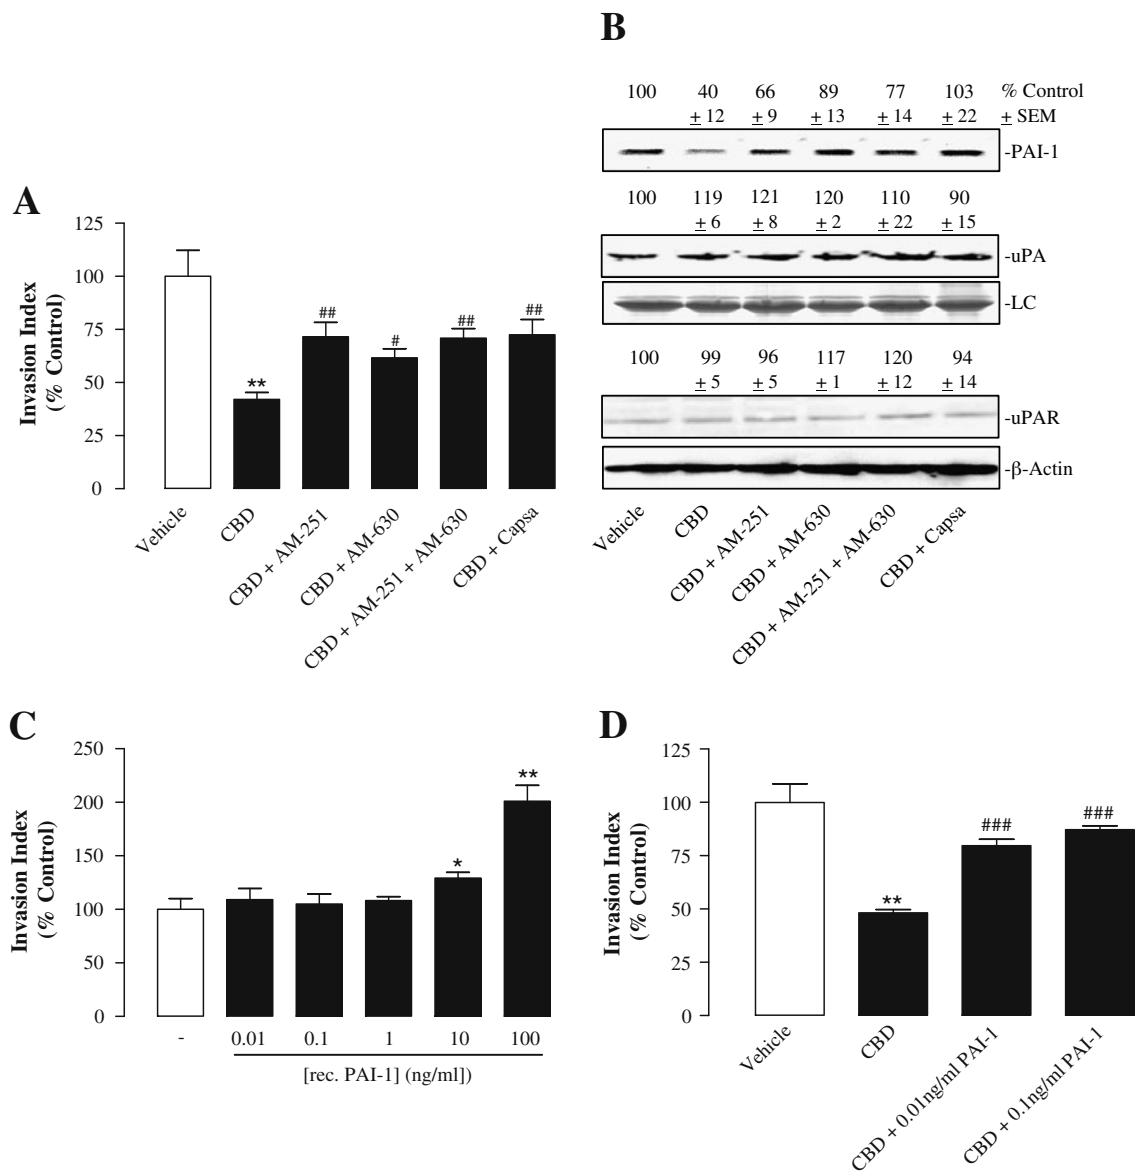 B
100 40 66 89 77 103 % Control
± 12 ± 9 ± 13 ± 14 ± 22 ± SEM
-PAI-1
100 119 121 120 110 90
± 6 ± 8 ± 2 ± 22 ± 15
-uPA
-LC
100 99 96 117 120 94
± 5 ± 5 ± 1 ± 12 ± 14
-uPAR
-β-Actin
Vehicle
CBD
CBD + AM-251
CBD + AM-630
CBD + AM-251 + AM-630
CBD + Capsa
A
Invasion Index
(% Control)
125
100
75
50
25
0
**
##
#
##
##
Vehicle
CBD
CBD + AM-251
CBD + AM-630
CBD + AM-251 + AM-630
CBD + Capsa
C
Invasion Index
(% Control)
250
200
150
100
50
0
*
**
- 0.01 0.1 1 10 100
[rec. PAI-1] (ng/ml])
D
Invasion Index
(% Control)
125
100
75
50
25
0
**
###
###
Vehicle
CBD
CBD + 0.01ng/ml PAI-1
CBD + 0.1ng/ml PAI-1